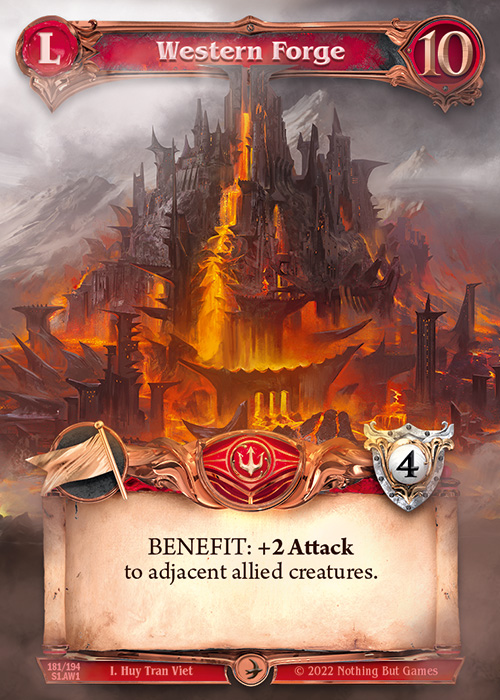 L
Western Forge
10
4
BENEFIT: +2 Attack
to adjacent allied creatures.
181/194
S1.AW1
I. Huy Tran Viet
© 2022 Nothing But Games